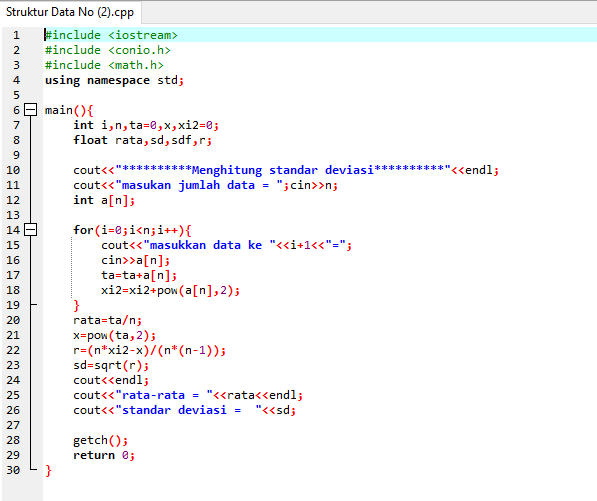 Struktur Data No (2).cpp
1 #include <iostream>
2 #include <conio.h>
3 #include <math.h>
4 using namespace std;
5
6 main(){
7 int i,n,ta=0,x,xi2=0;
8 float rata,sd,sdf,r;
9
10 cout<<"**********Menghitung standar deviasi**********"<<endl;
11 cout<<"masukan jumlah data = ";cin>>n;
12 int a[n];
13
14 for(i=0;i<n;i++){
15 cout<<"masukkan data ke "<<i+1<<"=";
16 cin>>a[n];
17 ta=ta+a[n];
18 xi2=xi2+pow(a[n],2);
19 }
20 rata=ta/n;
21 x=pow(ta,2);
22 r=(n*xi2-x)/(n*(n-1));
23 sd=sqrt(r);
24 cout<<endl;
25 cout<<"rata-rata = "<<rata<<endl;
26 cout<<"standar deviasi =  "<<sd;
27
28 getch();
29 return 0;
30 }